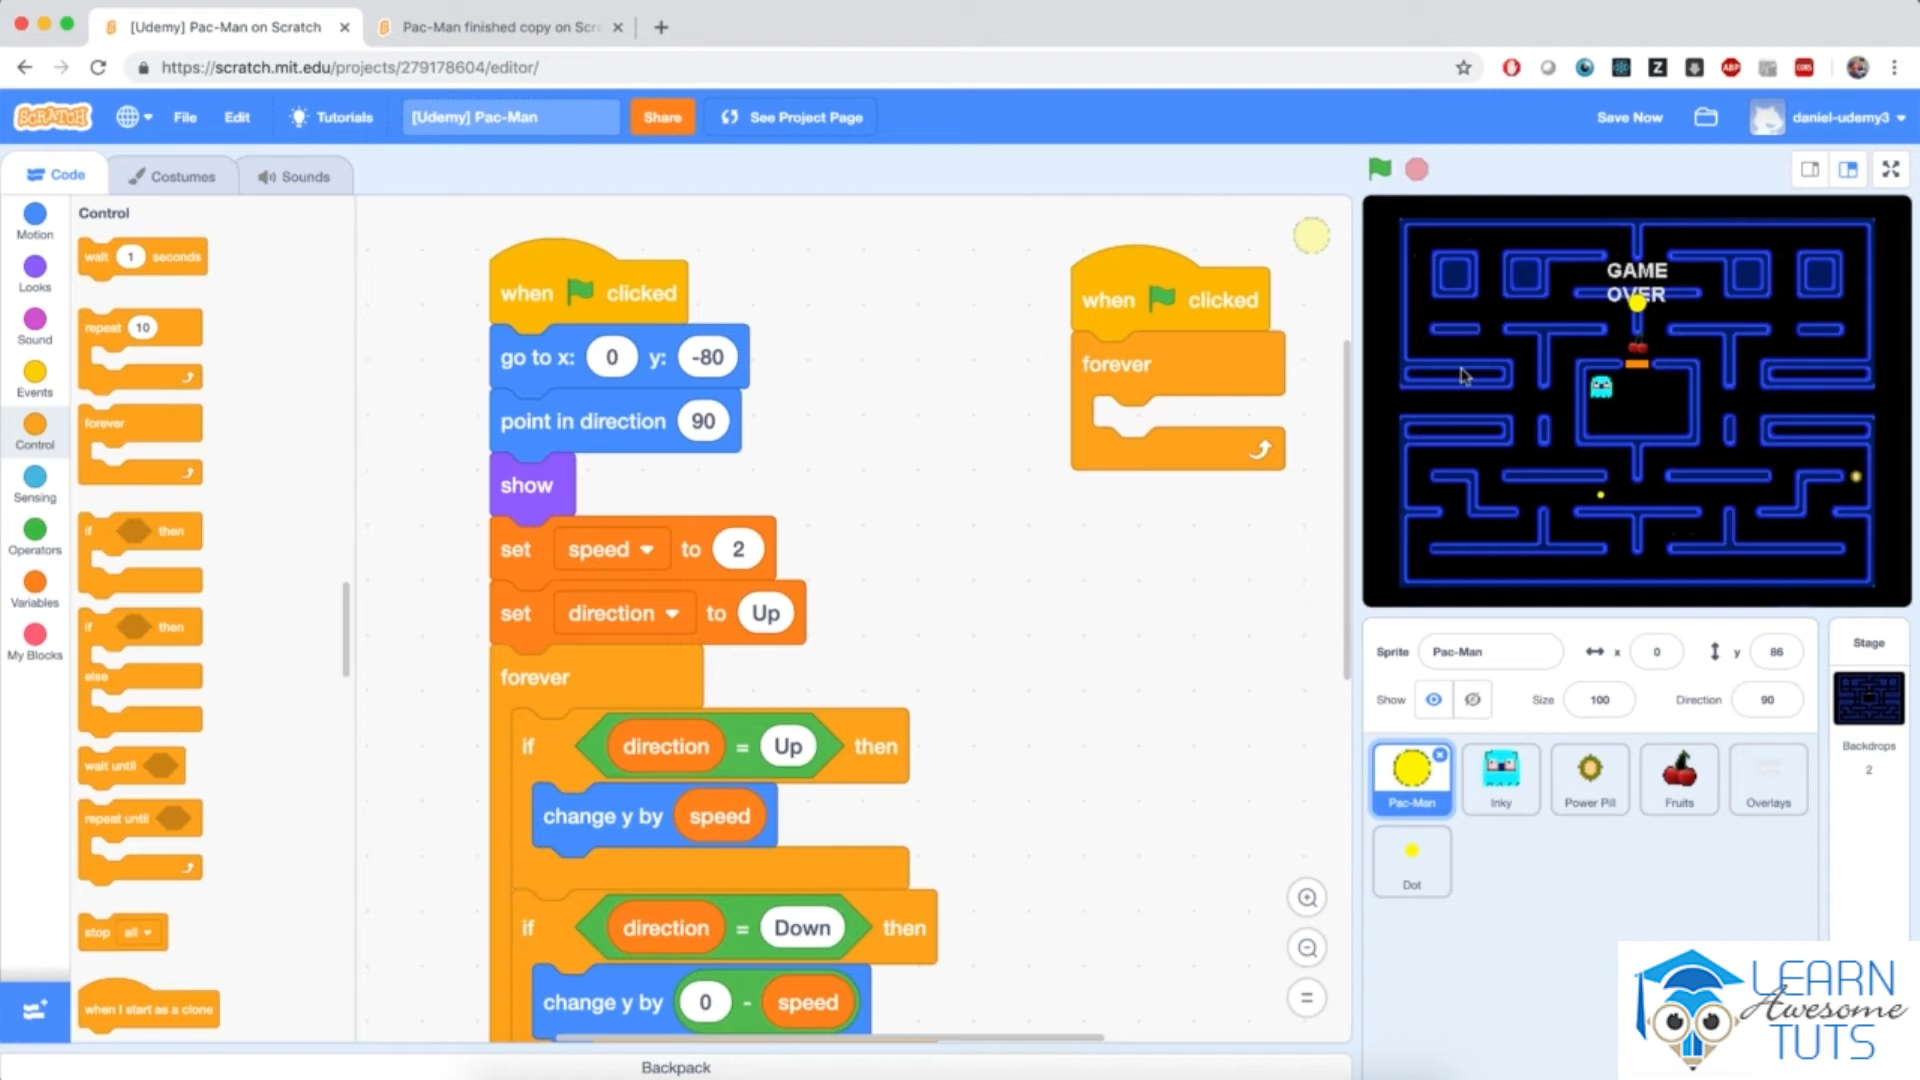 [Udemy] Pac-Man on Scratch
Pac-Man finished copy on Scra
https://scratch.mit.edu/projects/279178604/editor/
Z
ABP
CORS
SCRATCH
File
Edit
Tutorials
[Udemy] Pac-Man
Share
See Project Page
Save Now
daniel-udemy3
Code
Costumes
Sounds
Motion
Looks
Sound
Events
Control
Sensing
Operators
Variables
My Blocks
Control
wait 1 seconds
repeat 10
forever
if then
if then
else
wait until
repeat until
stop all
when I start as a clone
when clicked
go to x: 0 y: -80
point in direction 90
show
set speed to 2
set direction to Up
forever
if direction = Up then
change y by speed
if direction = Down then
change y by 0 - speed
when clicked
forever
Backpack
GAME
OVER
Sprite Pac-Man x 0 y 86
Show Size 100 Direction 90
Pac-Man
Inky
Power Pill
Fruits
Overlays
Dot
Stage
Backdrops
2
LEARN
Awesome
TUTS